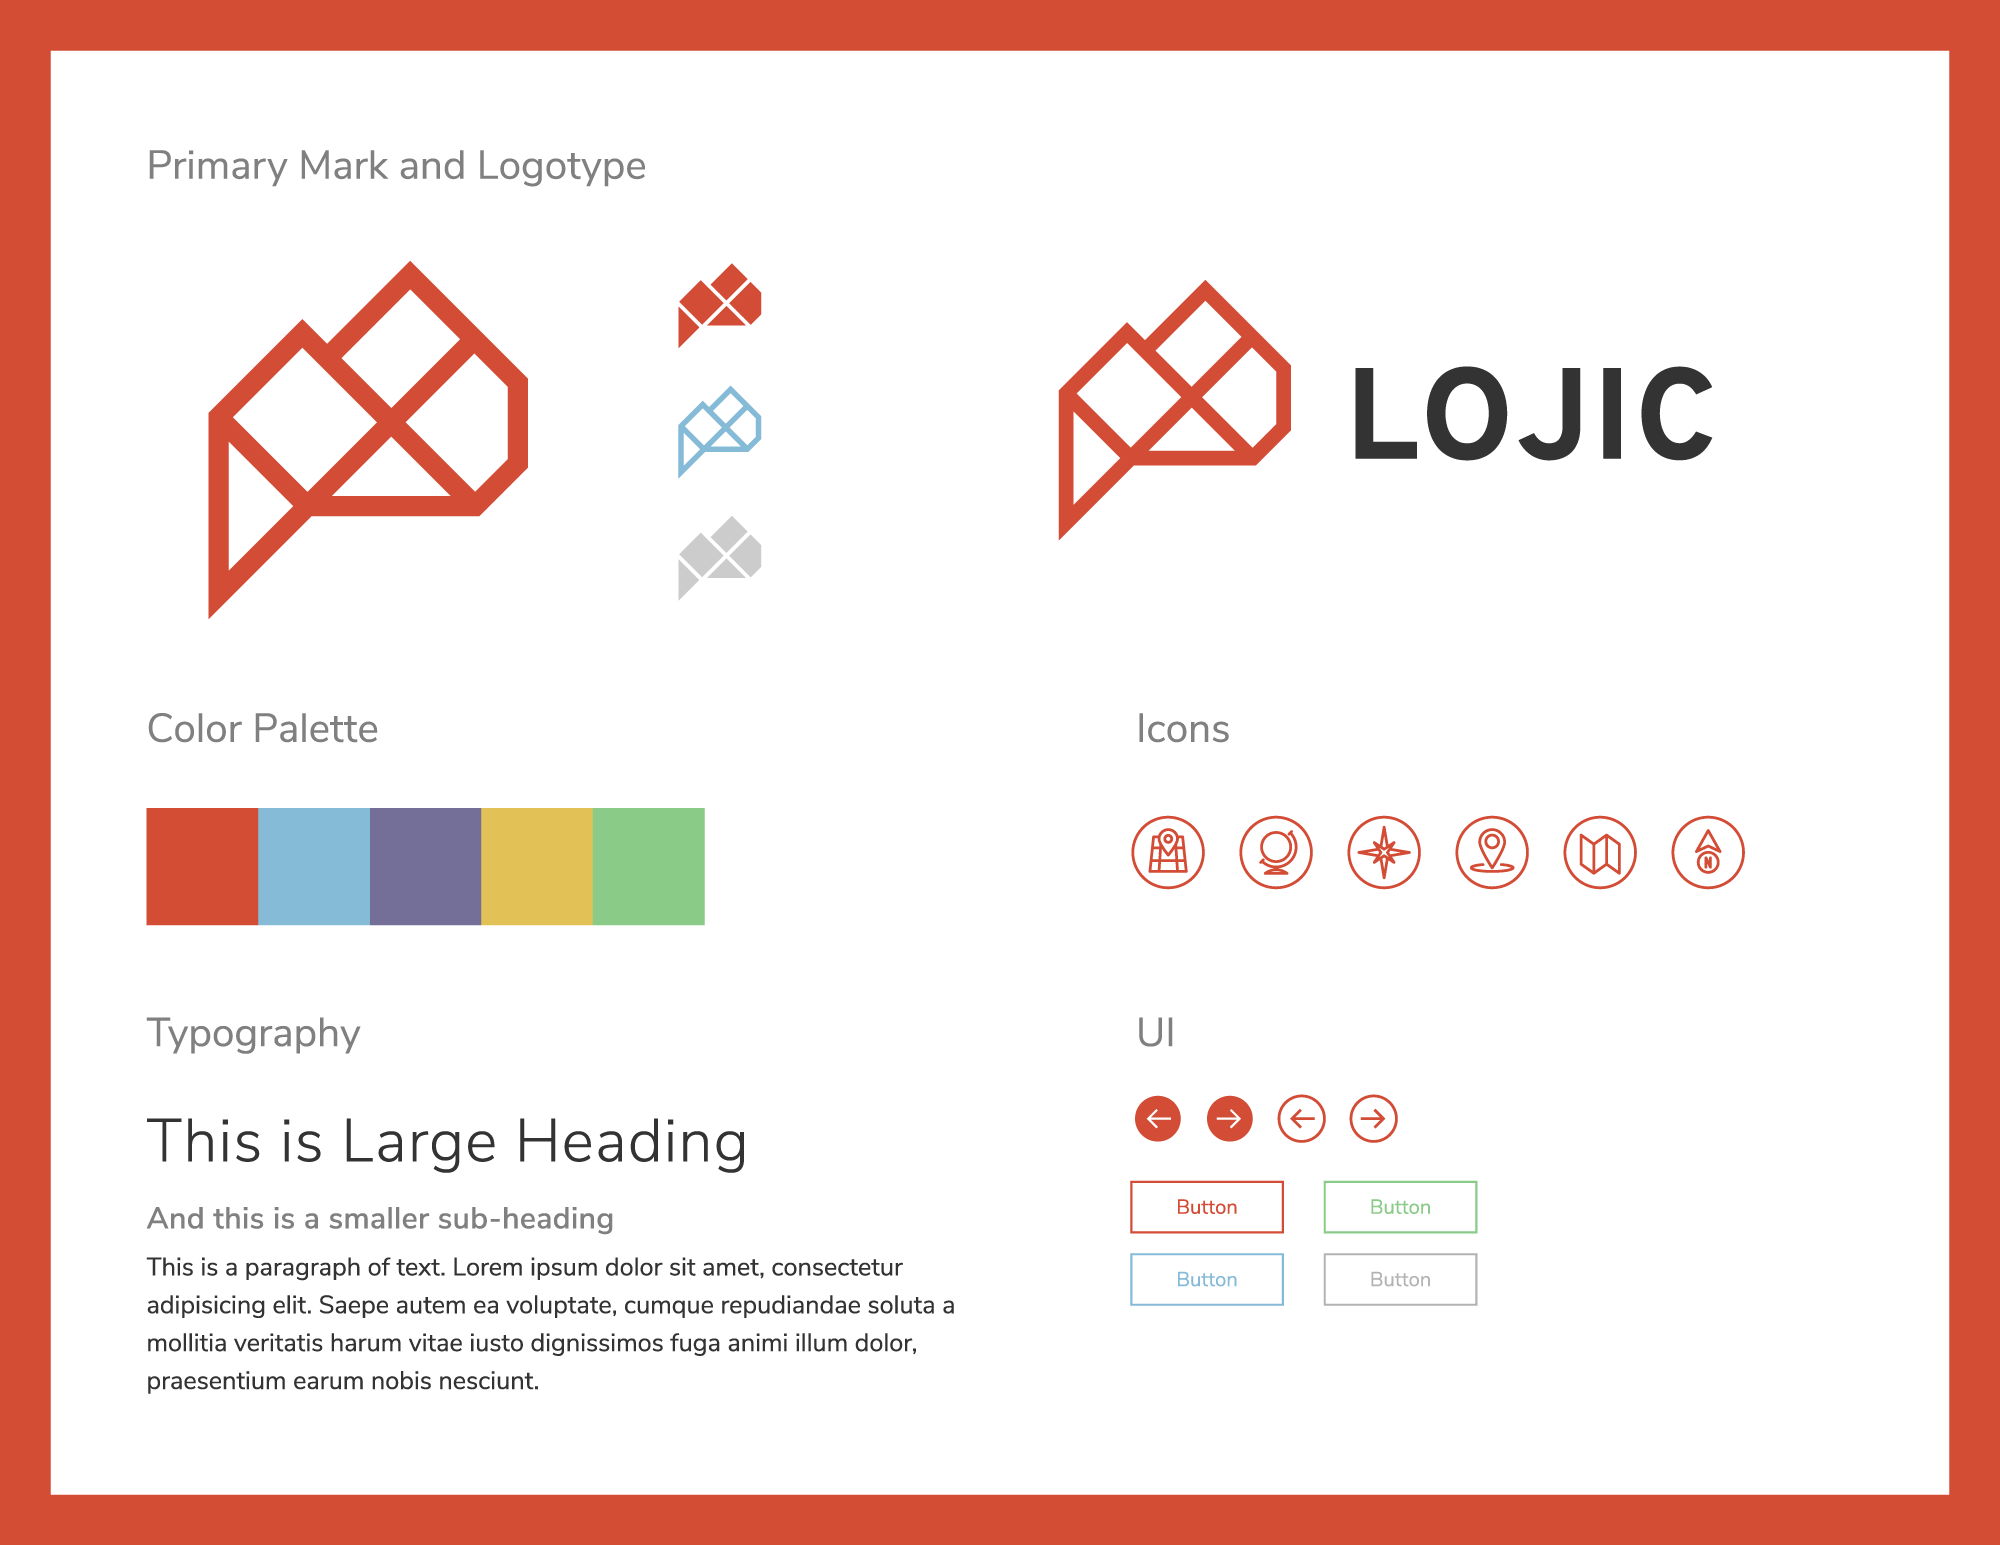 Primary Mark and Logotype
LOJIC
Color Palette
Icons
N
Typography
This is Large Heading
And this is a smaller sub-heading
This is a paragraph of text. Lorem ipsum dolor sit amet, consectetur
adipisicing elit. Saepe autem ea voluptate, cumque repudiandae soluta a
mollitia veritatis harum vitae iusto dignissimos fuga animi illum dolor,
praesentium earum nobis nesciunt.
UI
Button
Button
Button
Button